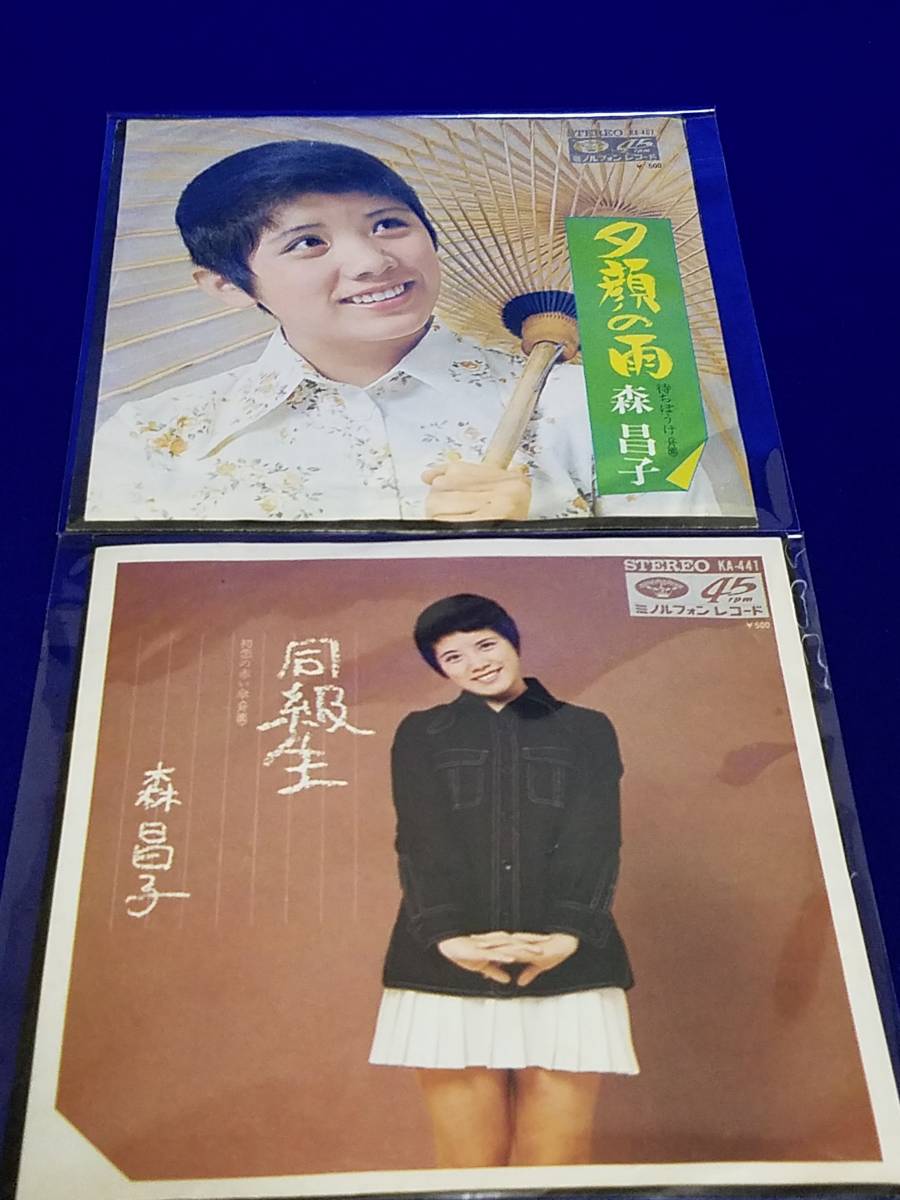 STEREO
45
ミノルフォン レコード
¥500
夕顔の雨
待ちぼうけ
森昌子
STEREO KA-441
45 rpm
ミノルフォン レコード
¥500
同級生
森昌子